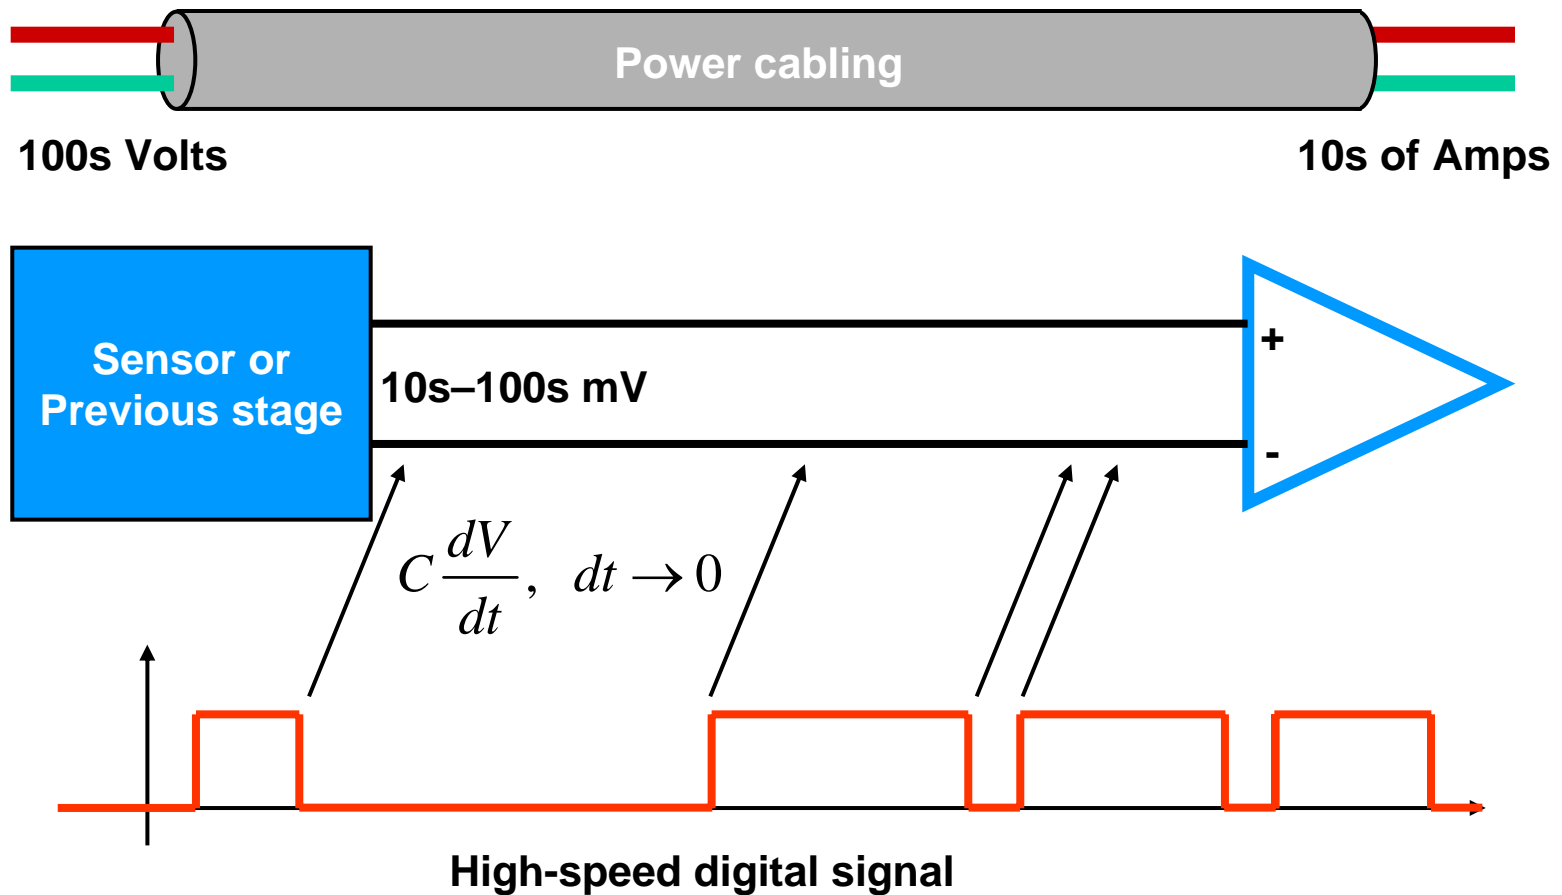 Power cabling
100s Volts
10s of Amps
Sensor or
Previous stage
10s–100s mV
+
-
C dV/dt, dt → 0
High-speed digital signal